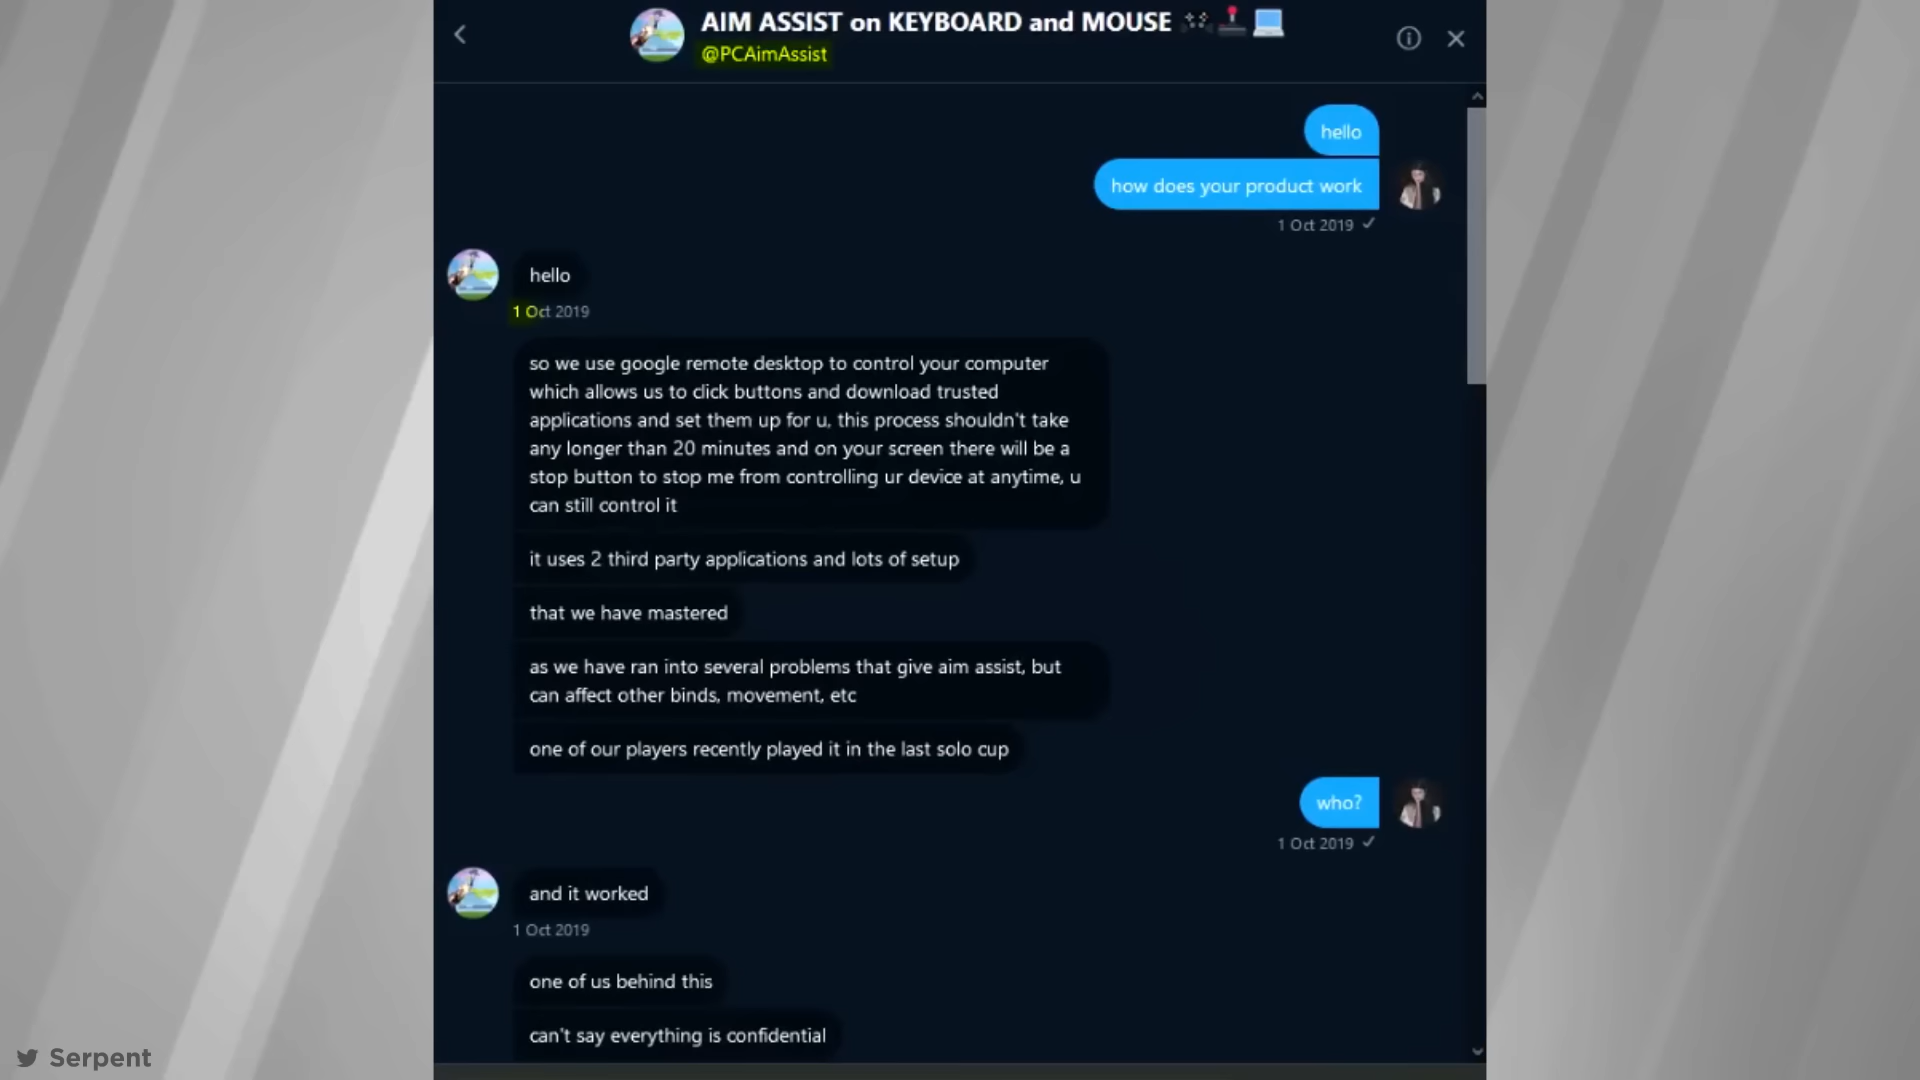 AIM ASSIST on KEYBOARD and MOUSE
@PCAimAssist
hello
how does your product work
1 Oct 2019
hello
1 Oct 2019
so we use google remote desktop to control your computer
which allows us to click buttons and download trusted
applications and set them up for u, this process shouldn't take
any longer than 20 minutes and on your screen there will be a
stop button to stop me from controlling ur device at anytime, u
can still control it
it uses 2 third party applications and lots of setup
that we have mastered
as we have ran into several problems that give aim assist, but
can affect other binds, movement, etc
one of our players recently played it in the last solo cup
who?
1 Oct 2019
and it worked
1 Oct 2019
one of us behind this
can't say everything is confidential
Serpent